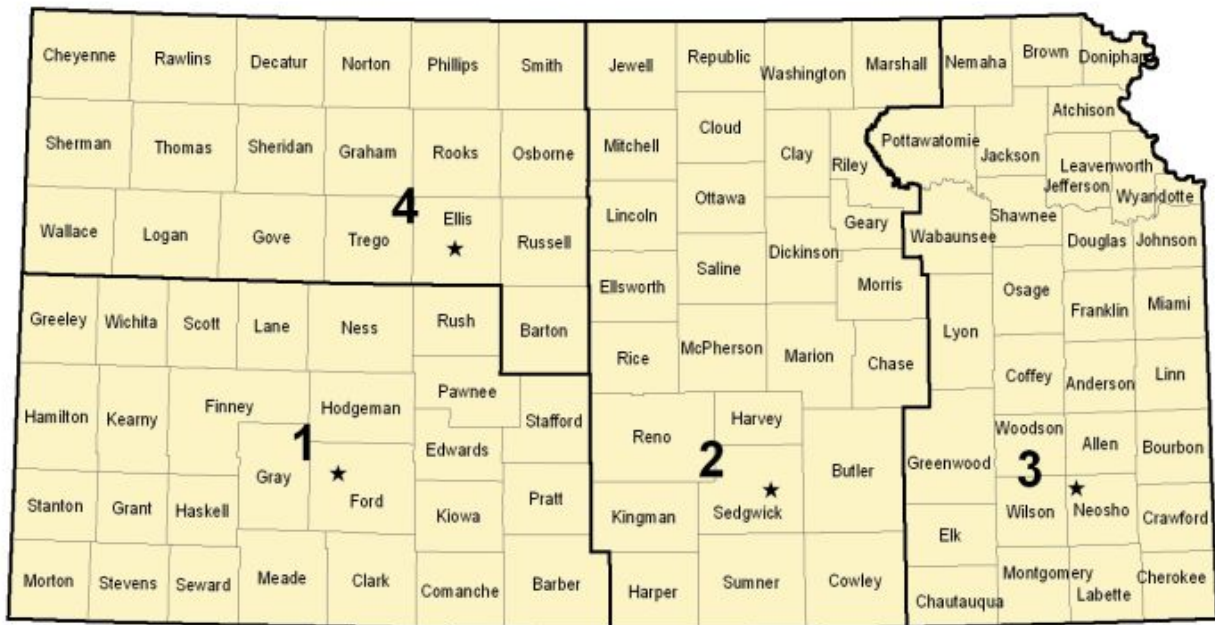 Cheyenne Rawlins Decatur Norton Phillips Smith Jewell Republic Washington Marshall Nemaha Brown Doniphan
Atchison
Sherman Thomas Sheridan Graham Rooks Osborne Mitchell Cloud Clay Riley Pottawatomie Jackson Leavenworth
Jefferson Wyandotte
Wallace Logan Gove Trego 4 Ellis Russell Lincoln Ottawa Geary Wabaunsee Shawnee Douglas Johnson
Dickinson
Ellsworth Saline Morris Osage Franklin Miami
Greeley Wichita Scott Lane Ness Rush Barton Rice McPherson Marion Chase Lyon Coffey Anderson Linn
Hamilton Kearny Finney Hodgeman Pawnee Stafford Reno Harvey Woodson Allen Bourbon
1 Gray Edwards 2 Butler Greenwood 3
Stanton Grant Haskell Ford Kiowa Pratt Kingman Sedgwick Elk Wilson Neosho Crawford
Morton Stevens Seward Meade Clark Comanche Barber Harper Sumner Cowley Chautauqua Montgomery Labette Cherokee